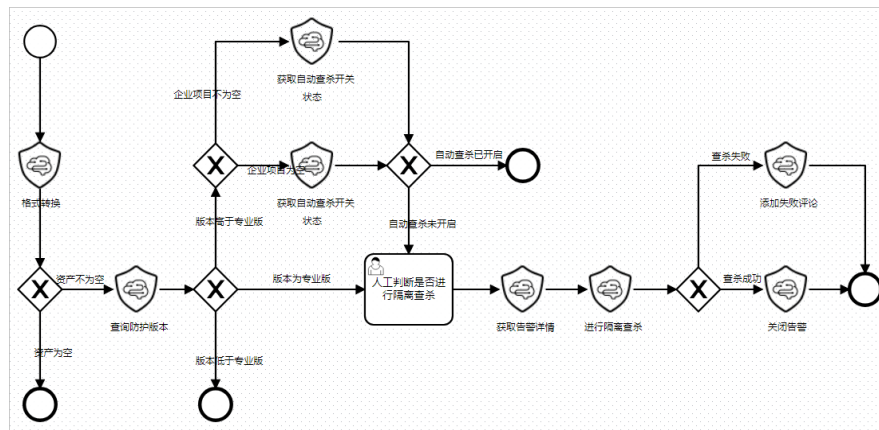 获取自动查杀开关
状态
企业项目不为空
自动查杀已开启
查杀失败
企业项目为空
格式转换
获取自动查杀开关
状态
添加失败评论
版本高于专业版
自动查杀未开启
资产不为空
版本为专业版
人工判断是否进
行隔离查杀
查杀成功
查询防护版本
获取告警详情
进行隔离查杀
关闭告警
资产为空
版本低于专业版